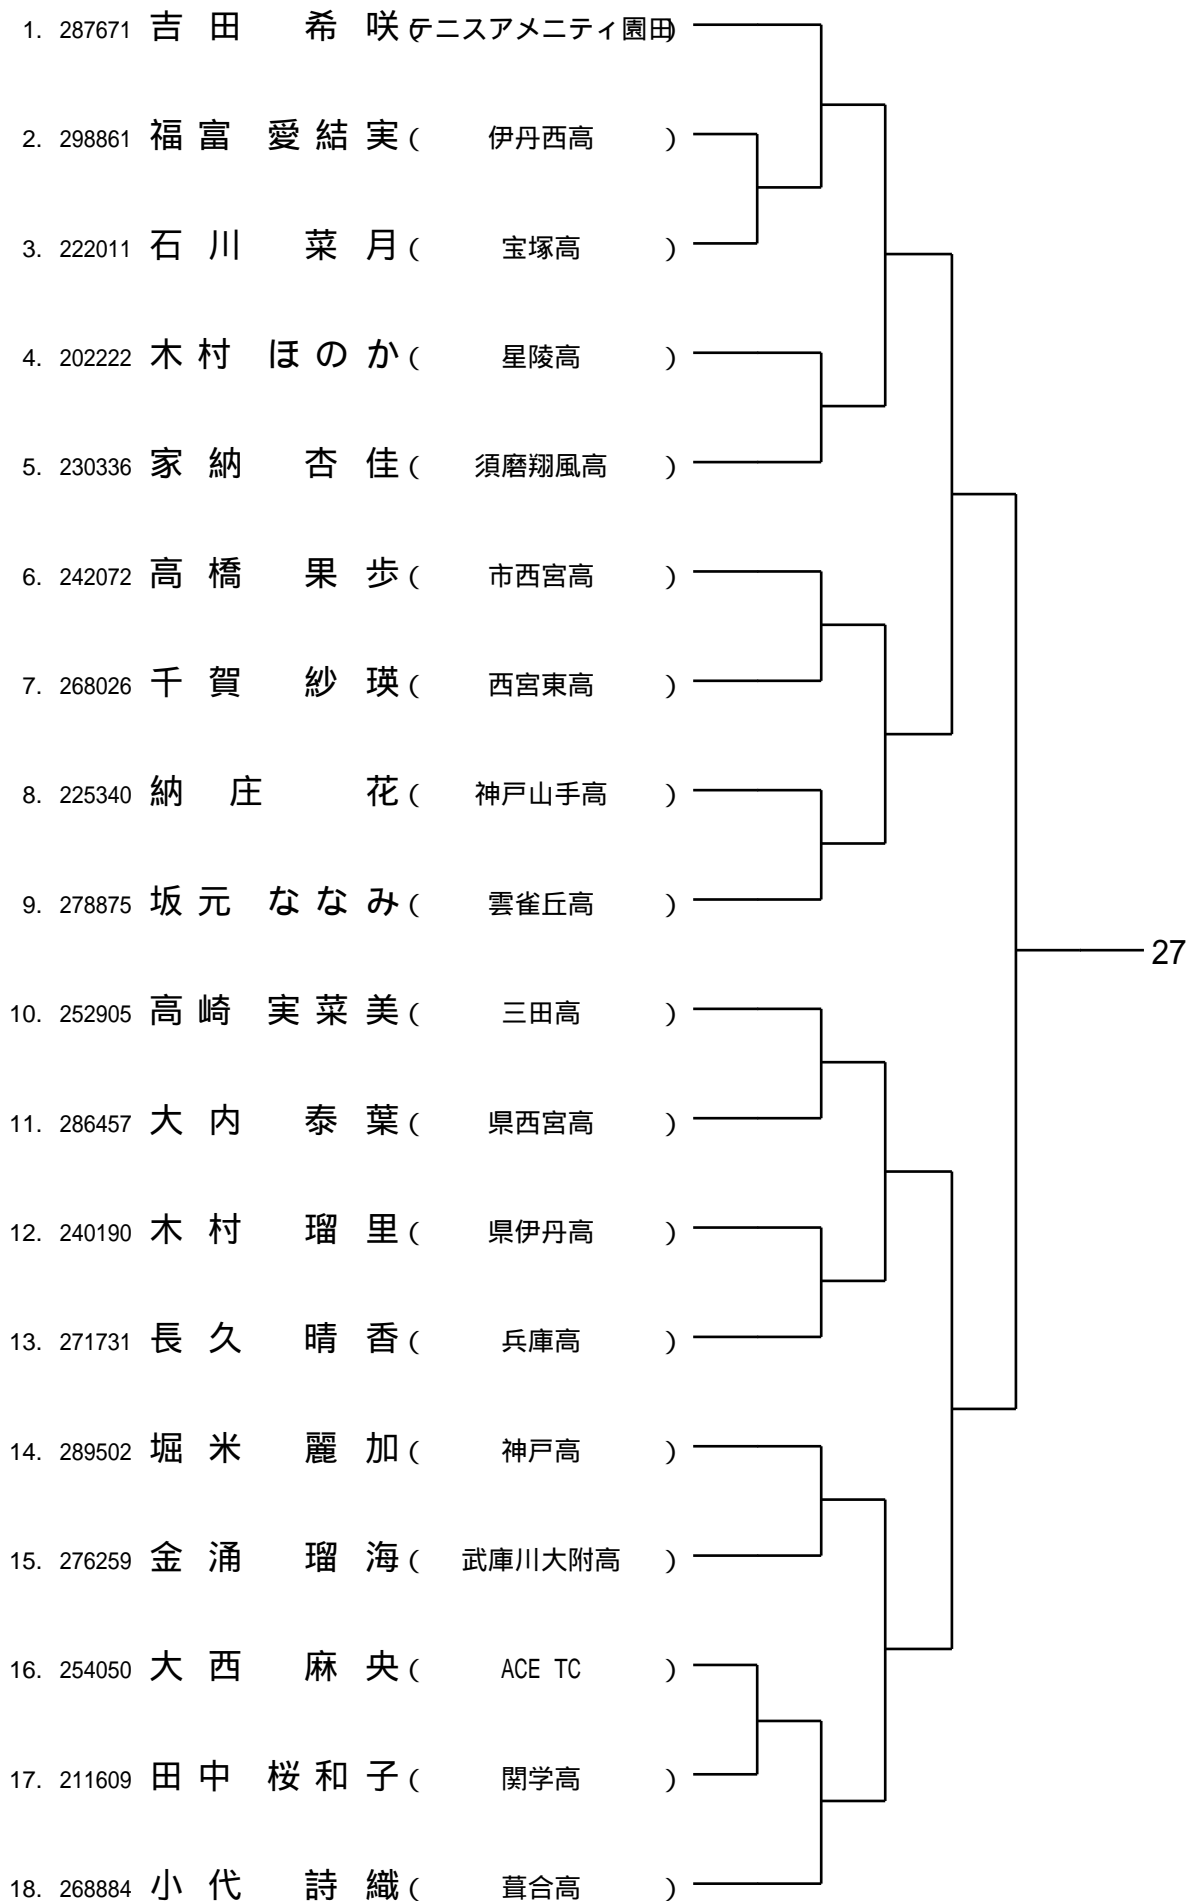 1. 287671 吉田 希咲 (テニスアメニティ園田)
2. 298861 福富 愛結実 ( 伊丹西高 )
3. 222011 石川 菜月 ( 宝塚高 )
4. 202222 木村 ほのか ( 星陵高 )
5. 230336 家納 杏佳 ( 須磨翔風高 )
6. 242072 高橋 果歩 ( 市西宮高 )
7. 268026 千賀 紗瑛 ( 西宮東高 )
8. 225340 納庄 花 ( 神戸山手高 )
9. 278875 坂元 ななみ ( 雲雀丘高 )
27
10. 252905 高崎 実菜美 ( 三田高 )
11. 286457 大内 泰葉 ( 県西宮高 )
12. 240190 木村 瑠里 ( 県伊丹高 )
13. 271731 長久 晴香 ( 兵庫高 )
14. 289502 堀米 麗加 ( 神戸高 )
15. 276259 金涌 瑠海 ( 武庫川大附高 )
16. 254050 大西 麻央 ( ACE TC )
17. 211609 田中 桜和子 ( 関学高 )
18. 268884 小代 詩織 ( 葺合高 )